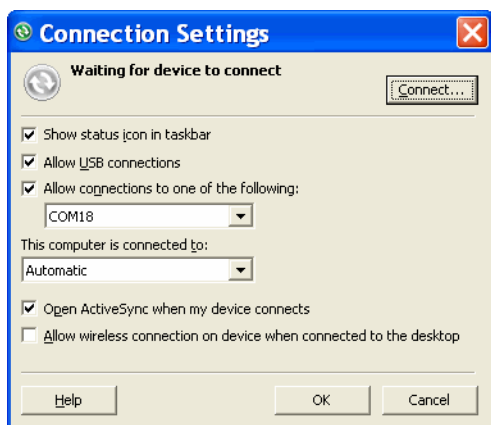 Connection Settings
Waiting for device to connect
Connect...
Show status icon in taskbar
Allow USB connections
Allow connections to one of the following:
COM18
This computer is connected to:
Automatic
Open ActiveSync when my device connects
Allow wireless connection on device when connected to the desktop
Help OK Cancel